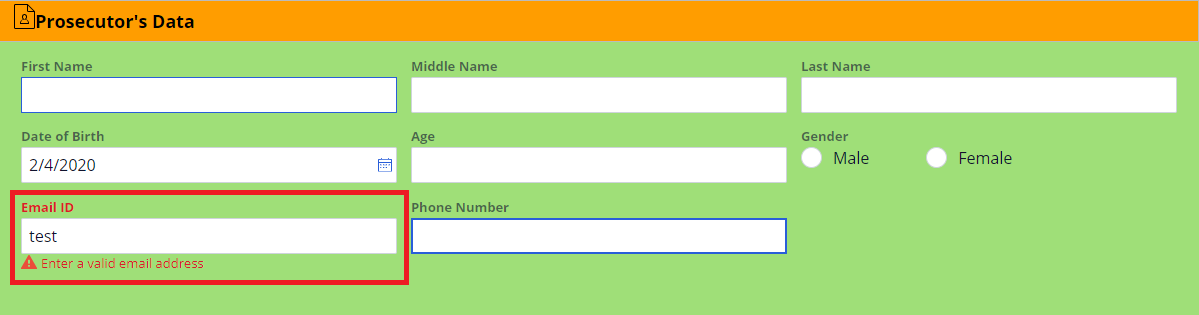 Prosecutor's Data
First Name Middle Name Last Name
Date of Birth Age Gender
2/4/2020 Male Female
Email ID Phone Number
test
Enter a valid email address